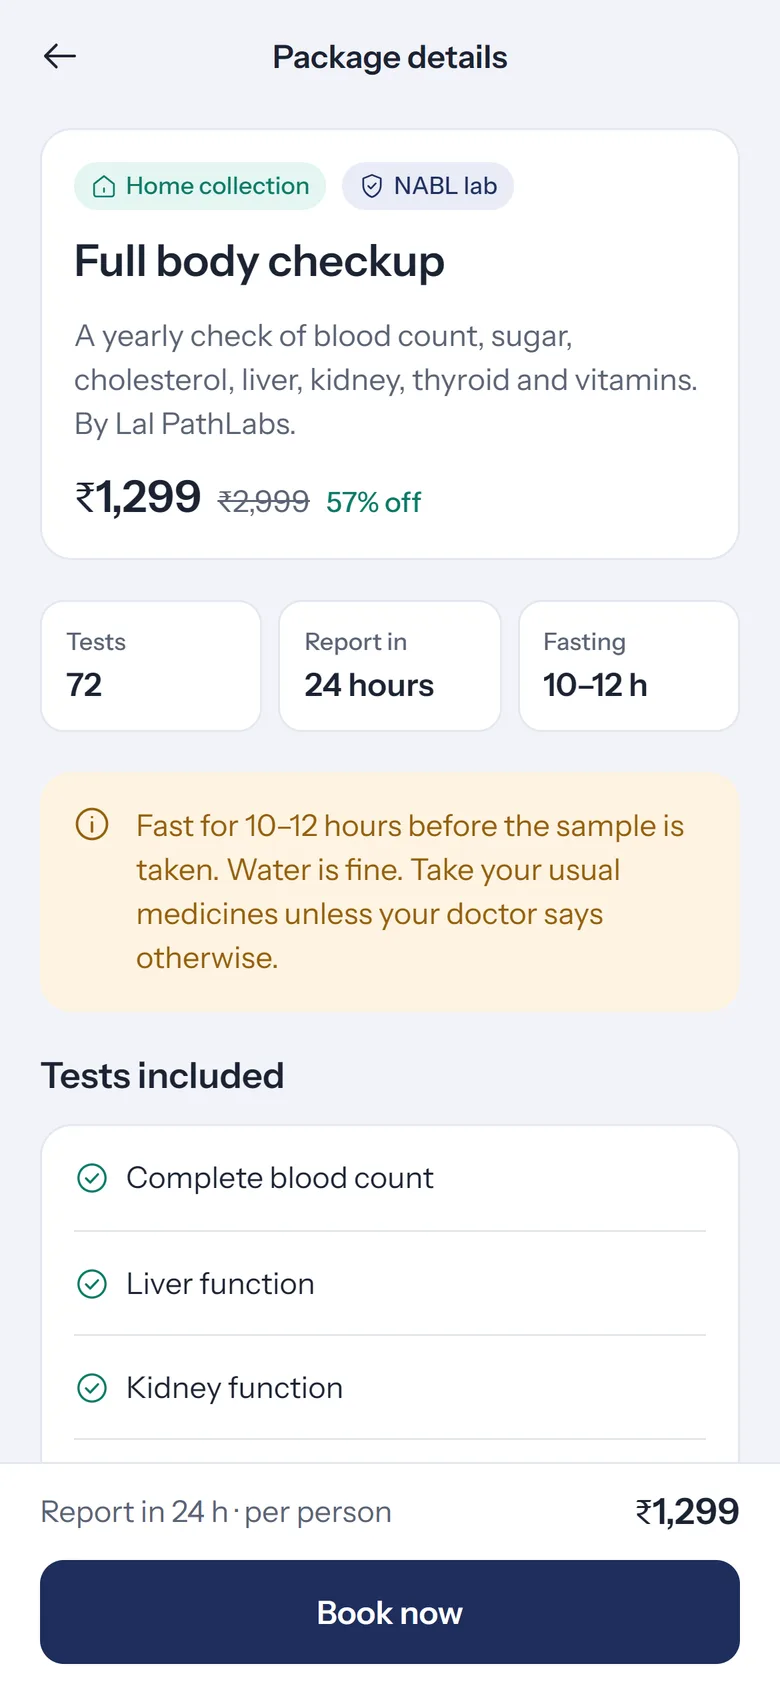 Package details
Home collection
NABL lab
Full body checkup
A yearly check of blood count, sugar,
cholesterol, liver, kidney, thyroid and vitamins.
By Lal PathLabs.
₹1,299 ₹2,999 57% off
Tests
72
Report in
24 hours
Fasting
10–12 h
Fast for 10–12 hours before the sample is
taken. Water is fine. Take your usual
medicines unless your doctor says
otherwise.
Tests included
Complete blood count
Liver function
Kidney function
Report in 24 h · per person
₹1,299
Book now